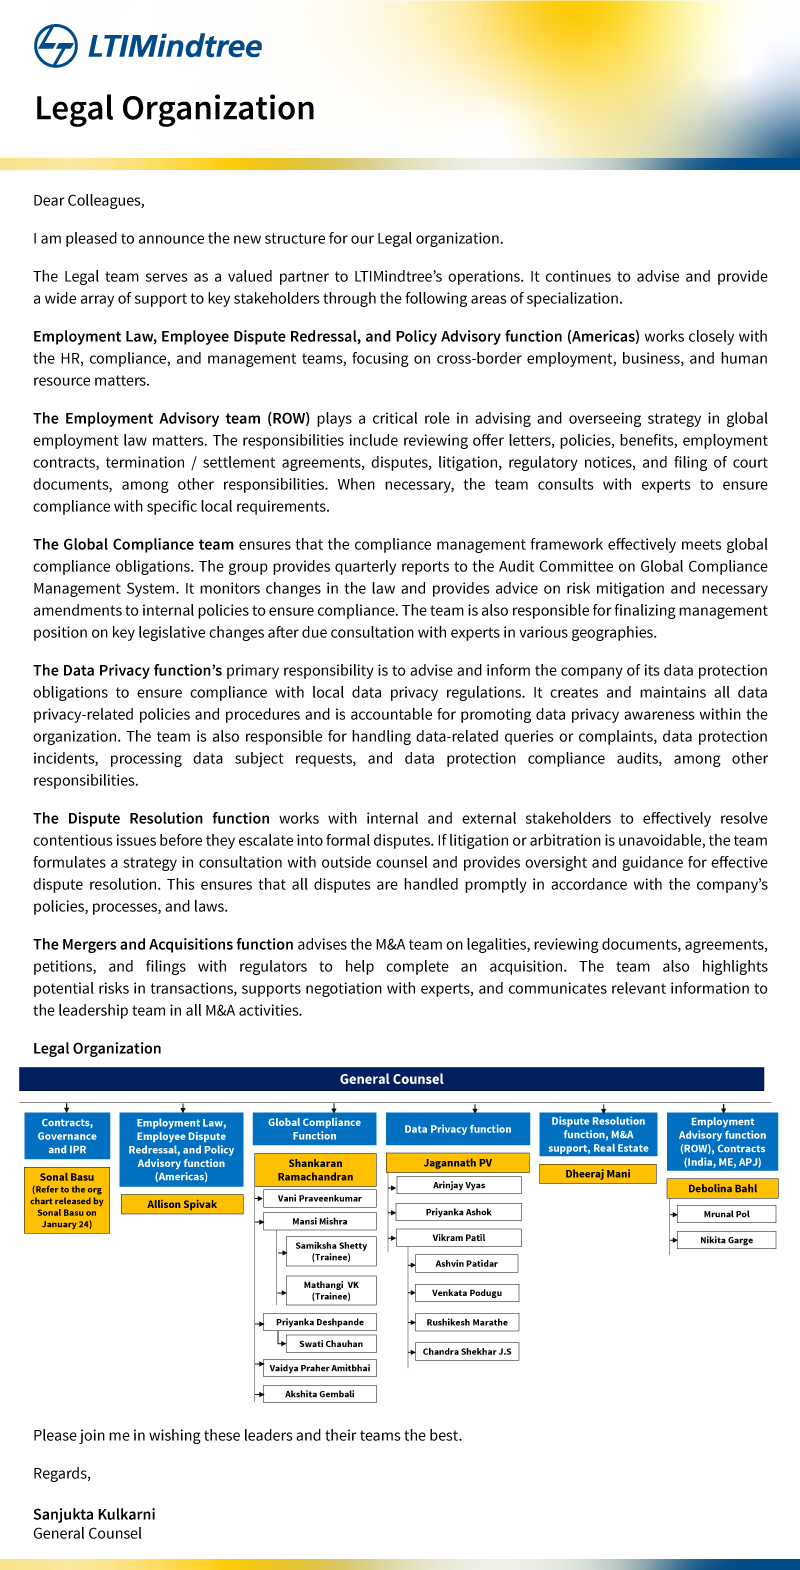 LTIMindtree
Legal Organization
Dear Colleagues,
I am pleased to announce the new structure for our Legal organization.
The Legal team serves as a valued partner to LTIMindtree’s operations. It continues to advise and provide
a wide array of support to key stakeholders through the following areas of specialization.
Employment Law, Employee Dispute Redressal, and Policy Advisory function (Americas) works closely with
the HR, compliance, and management teams, focusing on cross-border employment, business, and human
resource matters.
The Employment Advisory team (ROW) plays a critical role in advising and overseeing strategy in global
employment law matters. The responsibilities include reviewing offer letters, policies, benefits, employment
contracts, termination / settlement agreements, disputes, litigation, regulatory notices, and filing of court
documents, among other responsibilities. When necessary, the team consults with experts to ensure
compliance with specific local requirements.
The Global Compliance team ensures that the compliance management framework effectively meets global
compliance obligations. The group provides quarterly reports to the Audit Committee on Global Compliance
Management System. It monitors changes in the law and provides advice on risk mitigation and necessary
amendments to internal policies to ensure compliance. The team is also responsible for finalizing management
position on key legislative changes after due consultation with experts in various geographies.
The Data Privacy function’s primary responsibility is to advise and inform the company of its data protection
obligations to ensure compliance with local data privacy regulations. It creates and maintains all data
privacy-related policies and procedures and is accountable for promoting data privacy awareness within the
organization. The team is also responsible for handling data-related queries or complaints, data protection
incidents, processing data subject requests, and data protection compliance audits, among other
responsibilities.
The Dispute Resolution function works with internal and external stakeholders to effectively resolve
contentious issues before they escalate into formal disputes. If litigation or arbitration is unavoidable, the team
formulates a strategy in consultation with outside counsel and provides oversight and guidance for effective
dispute resolution. This ensures that all disputes are handled promptly in accordance with the company’s
policies, processes, and laws.
The Mergers and Acquisitions function advises the M&A team on legalities, reviewing documents, agreements,
petitions, and filings with regulators to help complete an acquisition. The team also highlights
potential risks in transactions, supports negotiation with experts, and communicates relevant information to
the leadership team in all M&A activities.
Legal Organization
General Counsel
Contracts,
Governance
and IPR
Sonal Basu
(Refer to the org
chart released by
Sonal Basu on
January 24)
Employment Law,
Employee Dispute
Redressal, and Policy
Advisory function
(Americas)
Allison Spivak
Global Compliance
Function
Shankaran
Ramachandran
Vani Praveenkumar
Mansi Mishra
Samiksha Shetty
(Trainee)
Mathangi VK
(Trainee)
Priyanka Deshpande
Swati Chauhan
Vaidya Praher Amitbhai
Akshita Gembali
Data Privacy function
Jagannath PV
Arinjay Vyas
Priyanka Ashok
Vikram Patil
Ashvin Patidar
Venkata Podugu
Rushikesh Marathe
Chandra Shekhar J.S
Dispute Resolution
function, M&A
support, Real Estate
Dheeraj Mani
Employment
Advisory function
(ROW), Contracts
(India, ME, APJ)
Debolina Bahl
Mrunal Pol
Nikita Garge
Please join me in wishing these leaders and their teams the best.
Regards,
Sanjukta Kulkarni
General Counsel